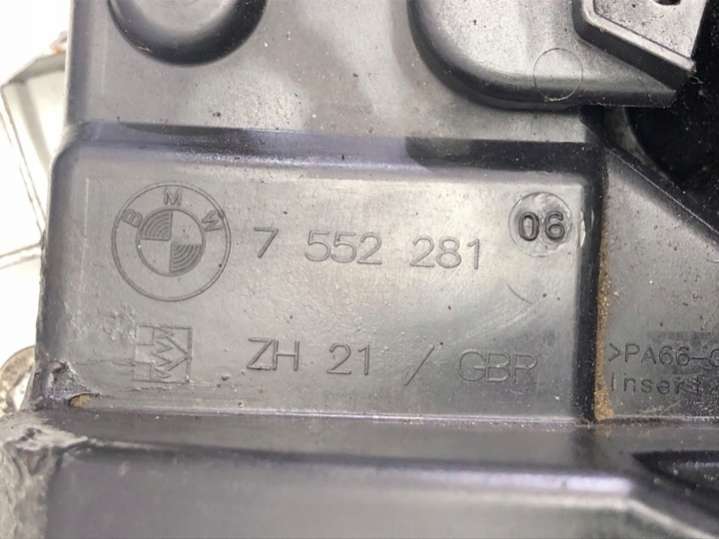 BMW
7 552 281
06
ZH 21 / GBR
>PA66-
Insert